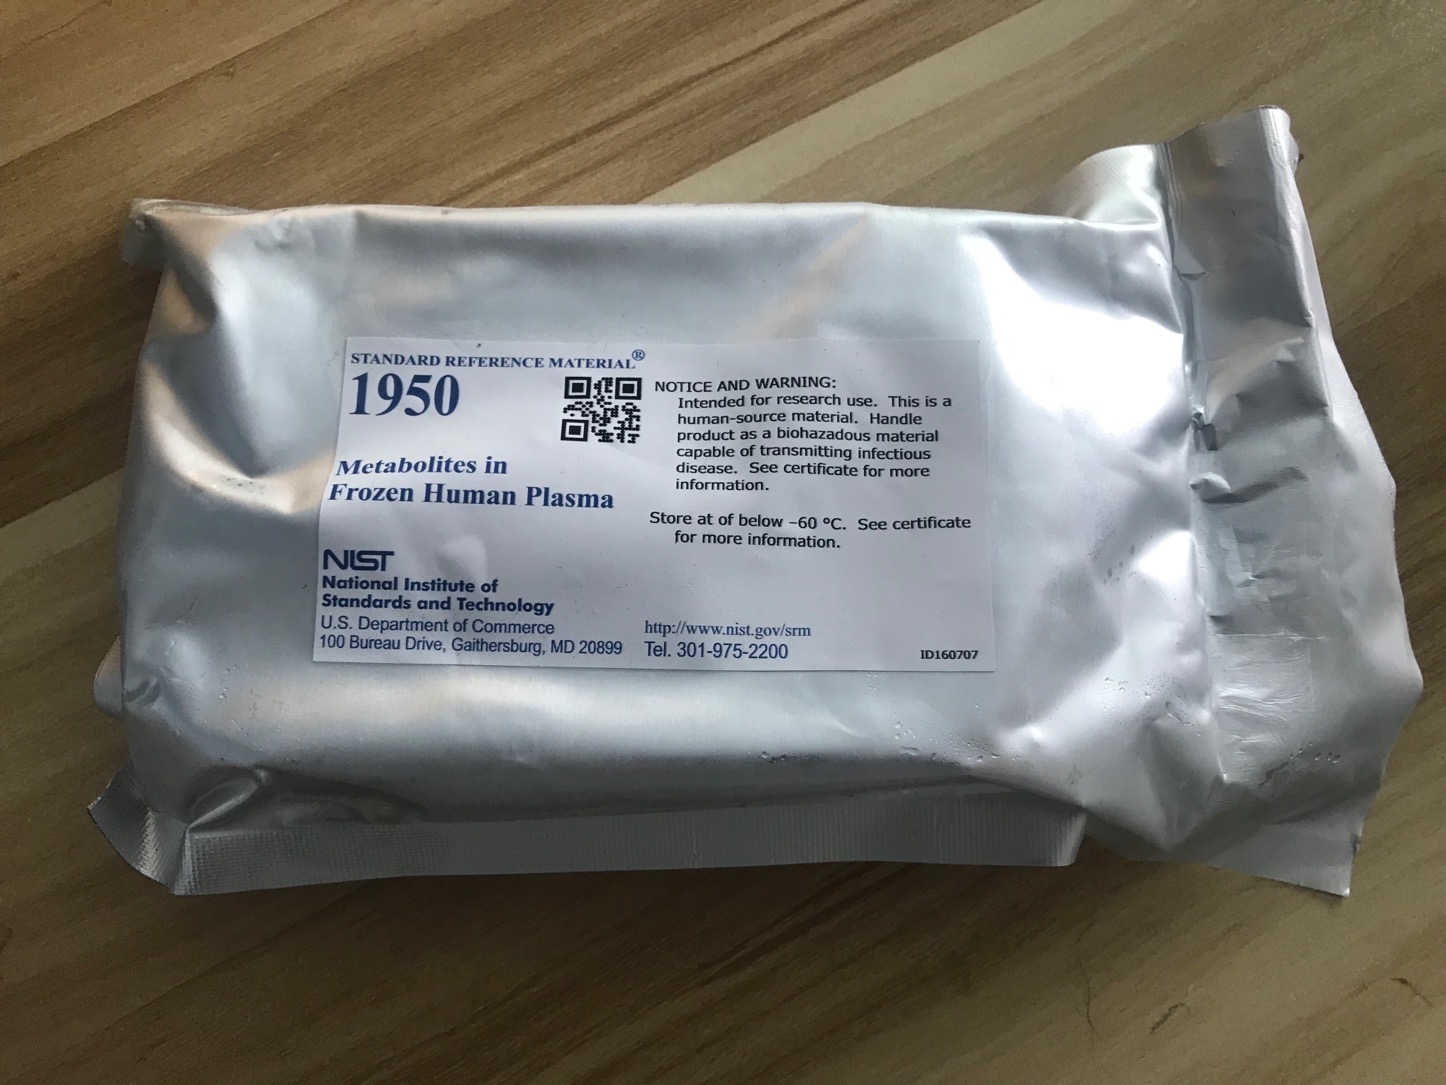 STANDARD REFERENCE MATERIAL®
1950
Metabolites in
Frozen Human Plasma
NIST
National Institute of
Standards and Technology
U.S. Department of Commerce
100 Bureau Drive, Gaithersburg, MD 20899
NOTICE AND WARNING:
Intended for research use. This is a
human-source material. Handle
product as a biohazadous material
capable of transmitting infectious
disease. See certificate for more
information.
Store at of below −60 °C. See certificate
for more information.
http://www.nist.gov/srm
Tel. 301-975-2200
ID160707